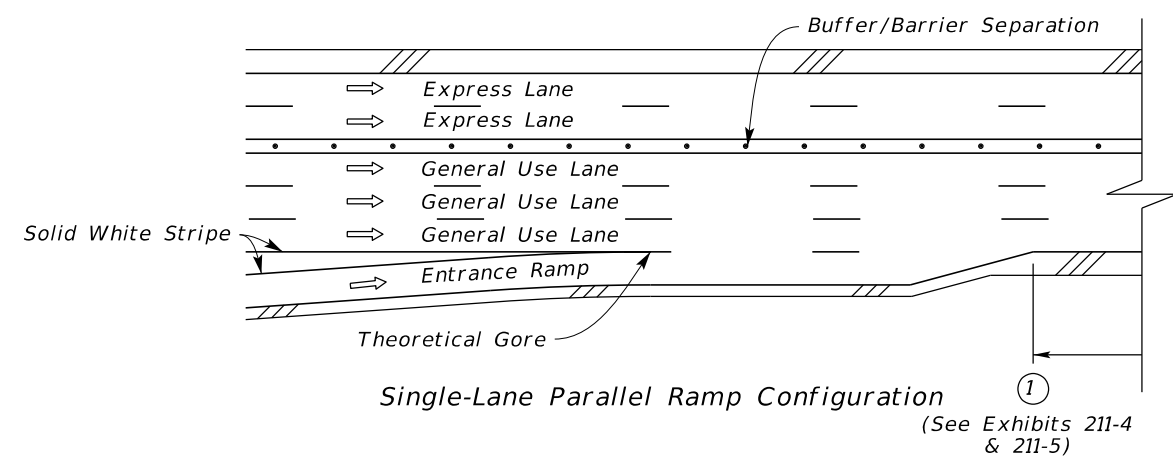 Buffer/Barrier Separation
Express Lane
Express Lane
General Use Lane
General Use Lane
General Use Lane
Solid White Stripe
Entrance Ramp
Theoretical Gore
Single-Lane Parallel Ramp Configuration
1
(See Exhibits 211-4
& 211-5)